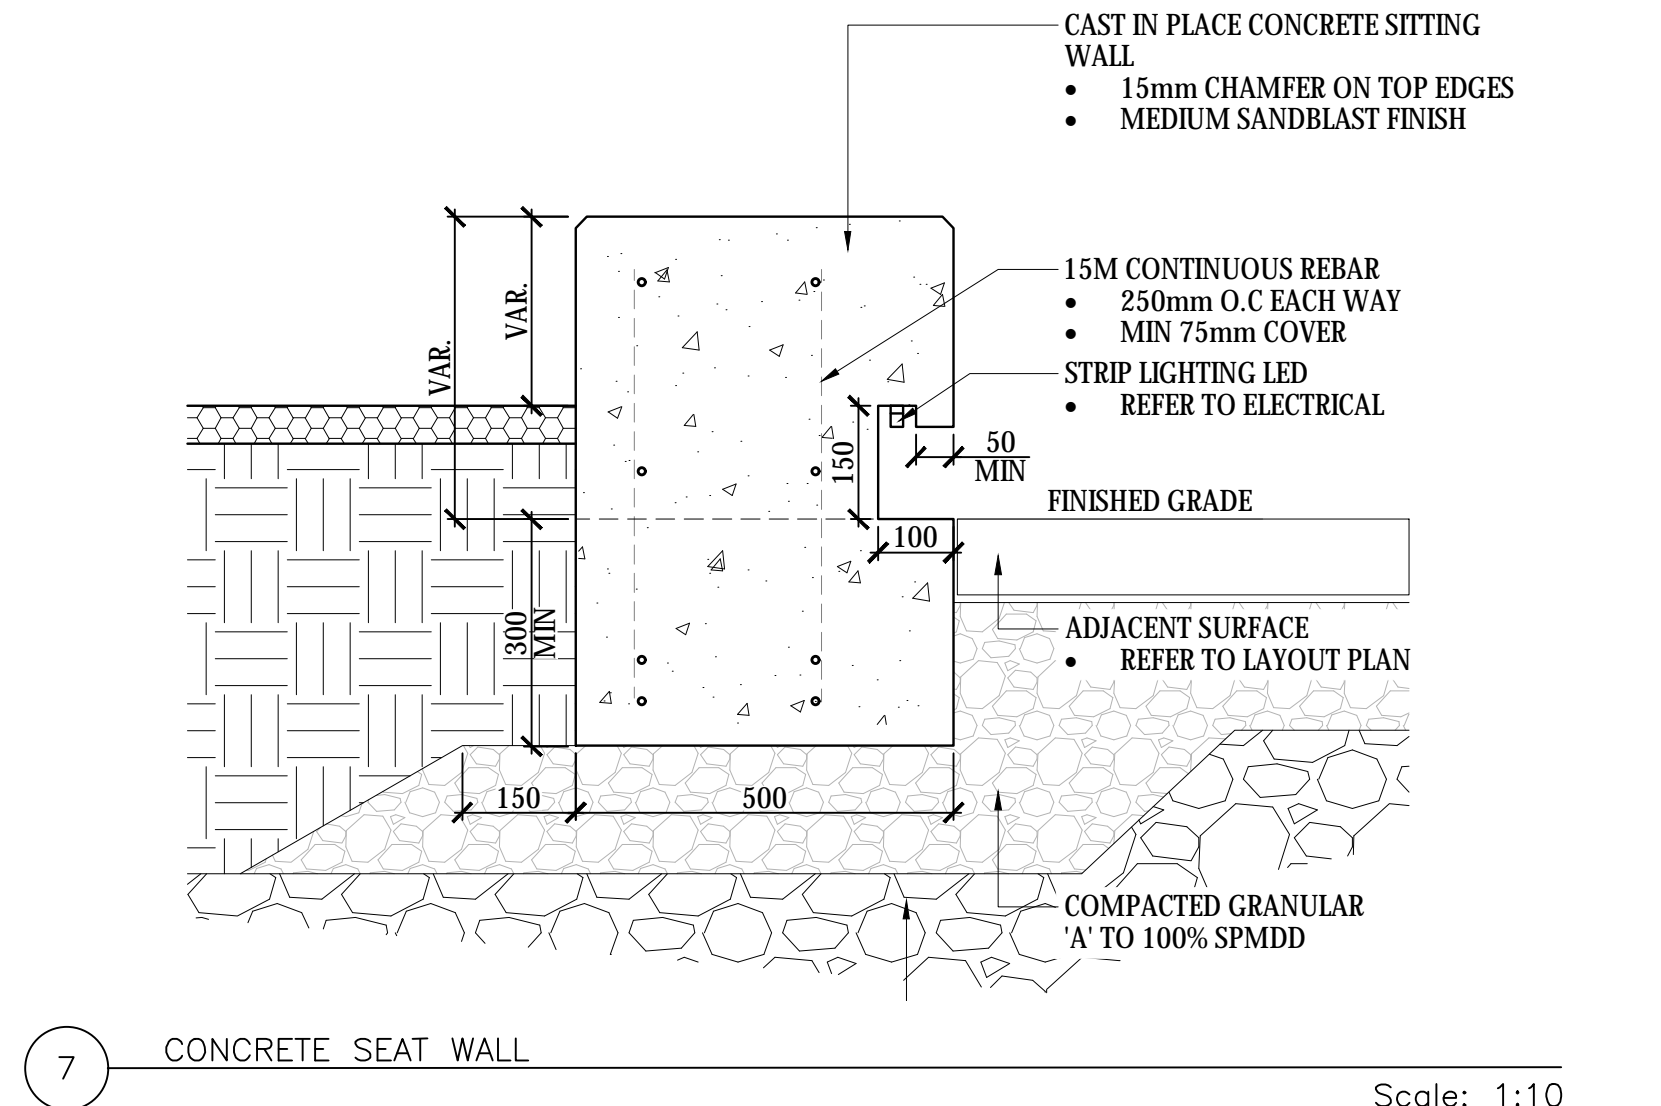 CAST IN PLACE CONCRETE SITTING
WALL
• 15mm CHAMFER ON TOP EDGES
• MEDIUM SANDBLAST FINISH
VAR.
VAR.
15M CONTINUOUS REBAR
• 250mm O.C EACH WAY
• MIN 75mm COVER
STRIP LIGHTING LED
• REFER TO ELECTRICAL
150
50
MIN
FINISHED GRADE
100
300
MIN
ADJACENT SURFACE
• REFER TO LAYOUT PLAN
150
500
COMPACTED GRANULAR
'A' TO 100% SPMDD
7
CONCRETE SEAT WALL
Scale: 1:10